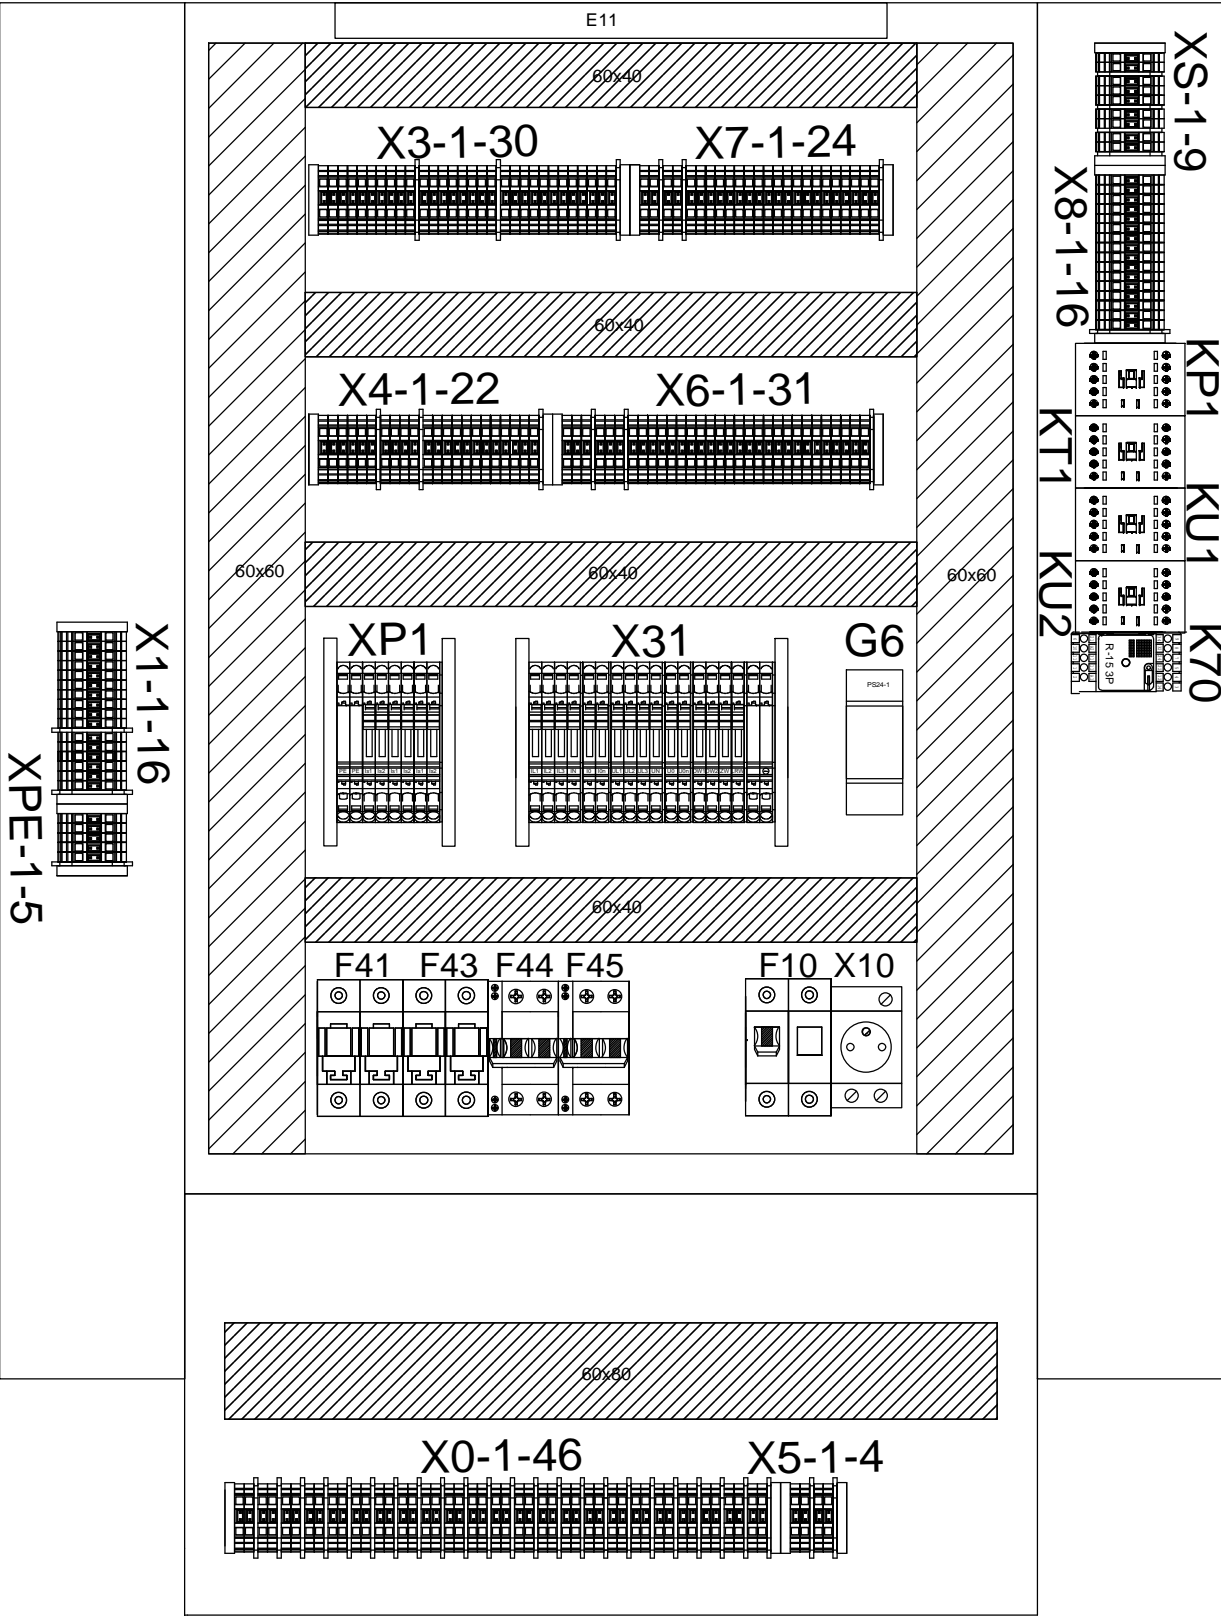 E11
60x40
X3-1-30 X7-1-24
XS-1-9
X8-1-16
60x40
X4-1-22 X6-1-31
KP1
KT1
KU1
KU2
K70
R-15 3P
60x60 60x40 60x60
XP1 X31 G6
PS24-1
X1-1-16
XPE-1-5
PE PE
60x40
F41 F43 F44 F45 F10 X10
60x80
X0-1-46 X5-1-4